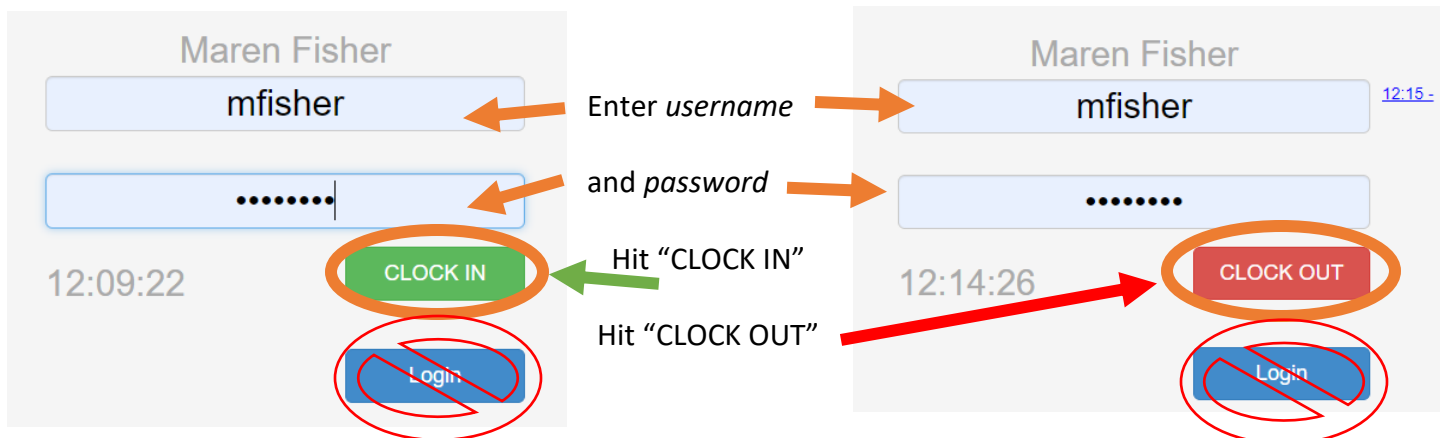 Maren Fisher
mfisher
••••••••
12:09:22
CLOCK IN
Login
Enter username
and password
Hit “CLOCK IN”
Hit “CLOCK OUT”
Maren Fisher
mfisher
12:15 -
••••••••
12:14:26
CLOCK OUT
Login